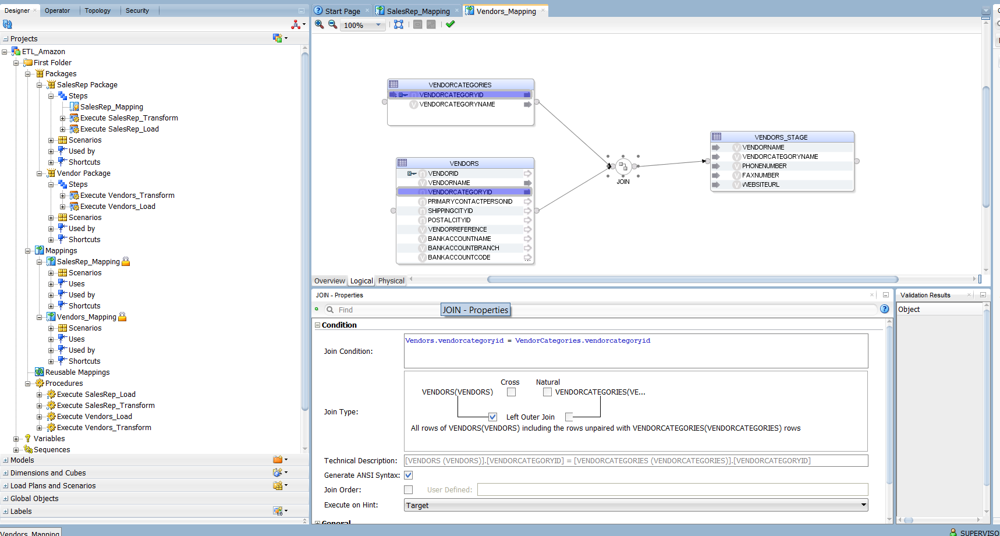 Designer
Operator
Topology
Security
Projects
ETL_Amazon
First Folder
Packages
SalesRep Package
Steps
SalesRep_Mapping
Execute SalesRep_Transform
Execute SalesRep_Load
Scenarios
Used by
Shortcuts
Vendor Package
Steps
Execute Vendors_Transform
Execute Vendors_Load
Scenarios
Used by
Shortcuts
Mappings
SalesRep_Mapping
Scenarios
Uses
Used by
Shortcuts
Vendors_Mapping
Scenarios
Uses
Used by
Shortcuts
Reusable Mappings
Procedures
Execute SalesRep_Load
Execute SalesRep_Transform
Execute Vendors_Load
Execute Vendors_Transform
Variables
Sequences
Models
Dimensions and Cubes
Load Plans and Scenarios
Global Objects
Labels
Vendors_Mapping
Start Page
SalesRep_Mapping
Vendors_Mapping
100%
VENDORCATEGORIES
VENDORCATEGORYID
VENDORCATEGORYNAME
VENDORS
VENDORID
VENDORNAME
VENDORCATEGORYID
PRIMARYCONTACTPERSONID
SHIPPINGCITYID
POSTALCITYID
VENDORREFERENCE
BANKACCOUNTNAME
BANKACCOUNTBRANCH
BANKACCOUNTCODE
...
JOIN
VENDORS_STAGE
VENDORNAME
VENDORCATEGORYNAME
PHONENUMBER
FAXNUMBER
WEBSITEURL
Overview
Logical
Physical
JOIN - Properties
Find
JOIN - Properties
Condition
Join Condition:
Vendors.vendorcategoryid = VendorCategories.vendorcategoryid
Join Type:
Cross Natural
VENDORS(VENDORS)
VENDORCATEGORIES(VE...
Left Outer Join
All rows of VENDORS(VENDORS) including the rows unpaired with VENDORCATEGORIES(VENDORCATEGORIES) rows
Technical Description:
[VENDORS (VENDORS)].[VENDORCATEGORYID] = [VENDORCATEGORIES (VENDORCATEGORIES)].[VENDORCATEGORYID]
Generate ANSI Syntax:
Join Order:
User Defined:
Execute on Hint:
Target
General
Validation Results
Object
SUPERVISO